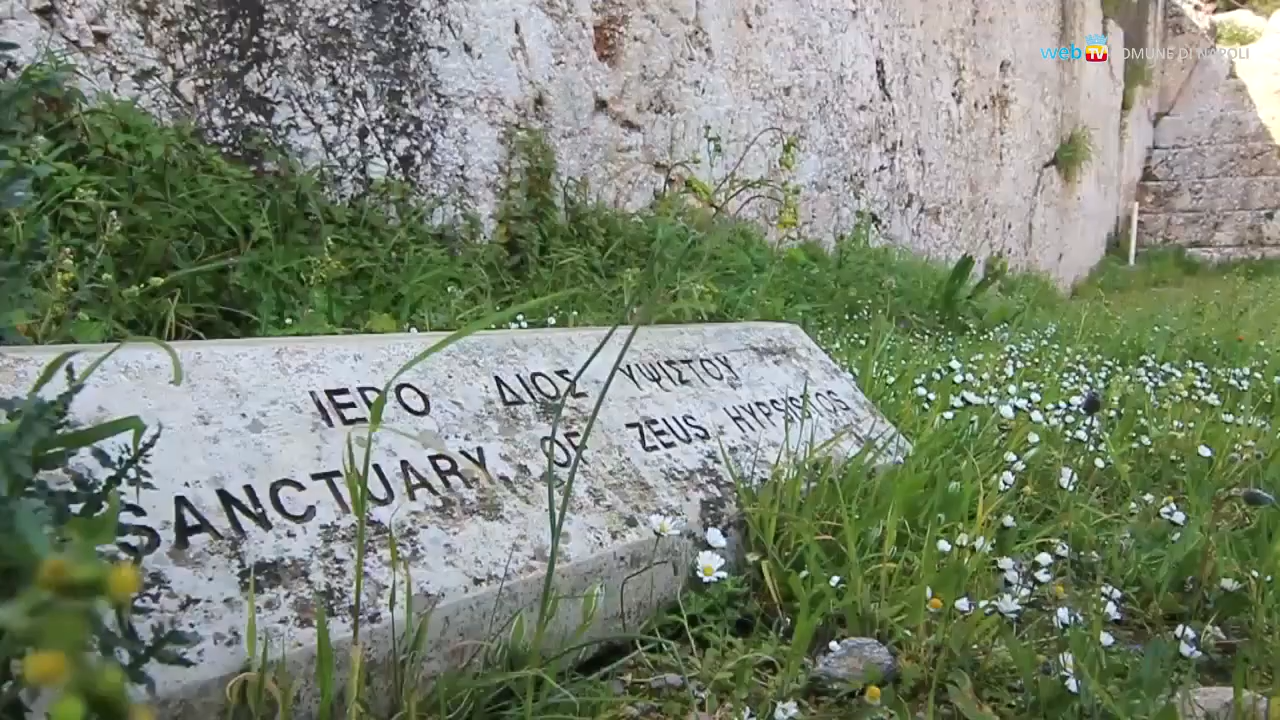 web TV COMUNE DI NAPOLI
ΙΕΡΟ ΔΙΟΣ ΥΨΙΣΤΟΥ
SANCTUARY OF ZEUS HYPSISTOS